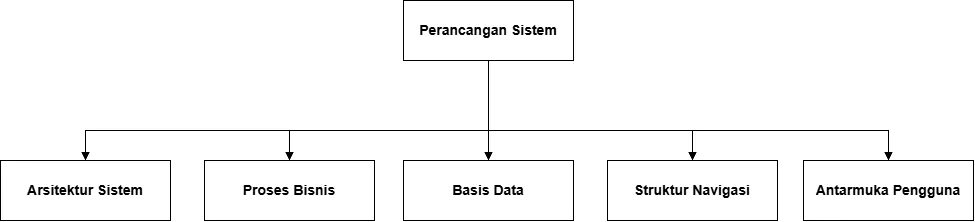 Perancangan Sistem
Arsitektur Sistem
Proses Bisnis
Basis Data
Struktur Navigasi
Antarmuka Pengguna